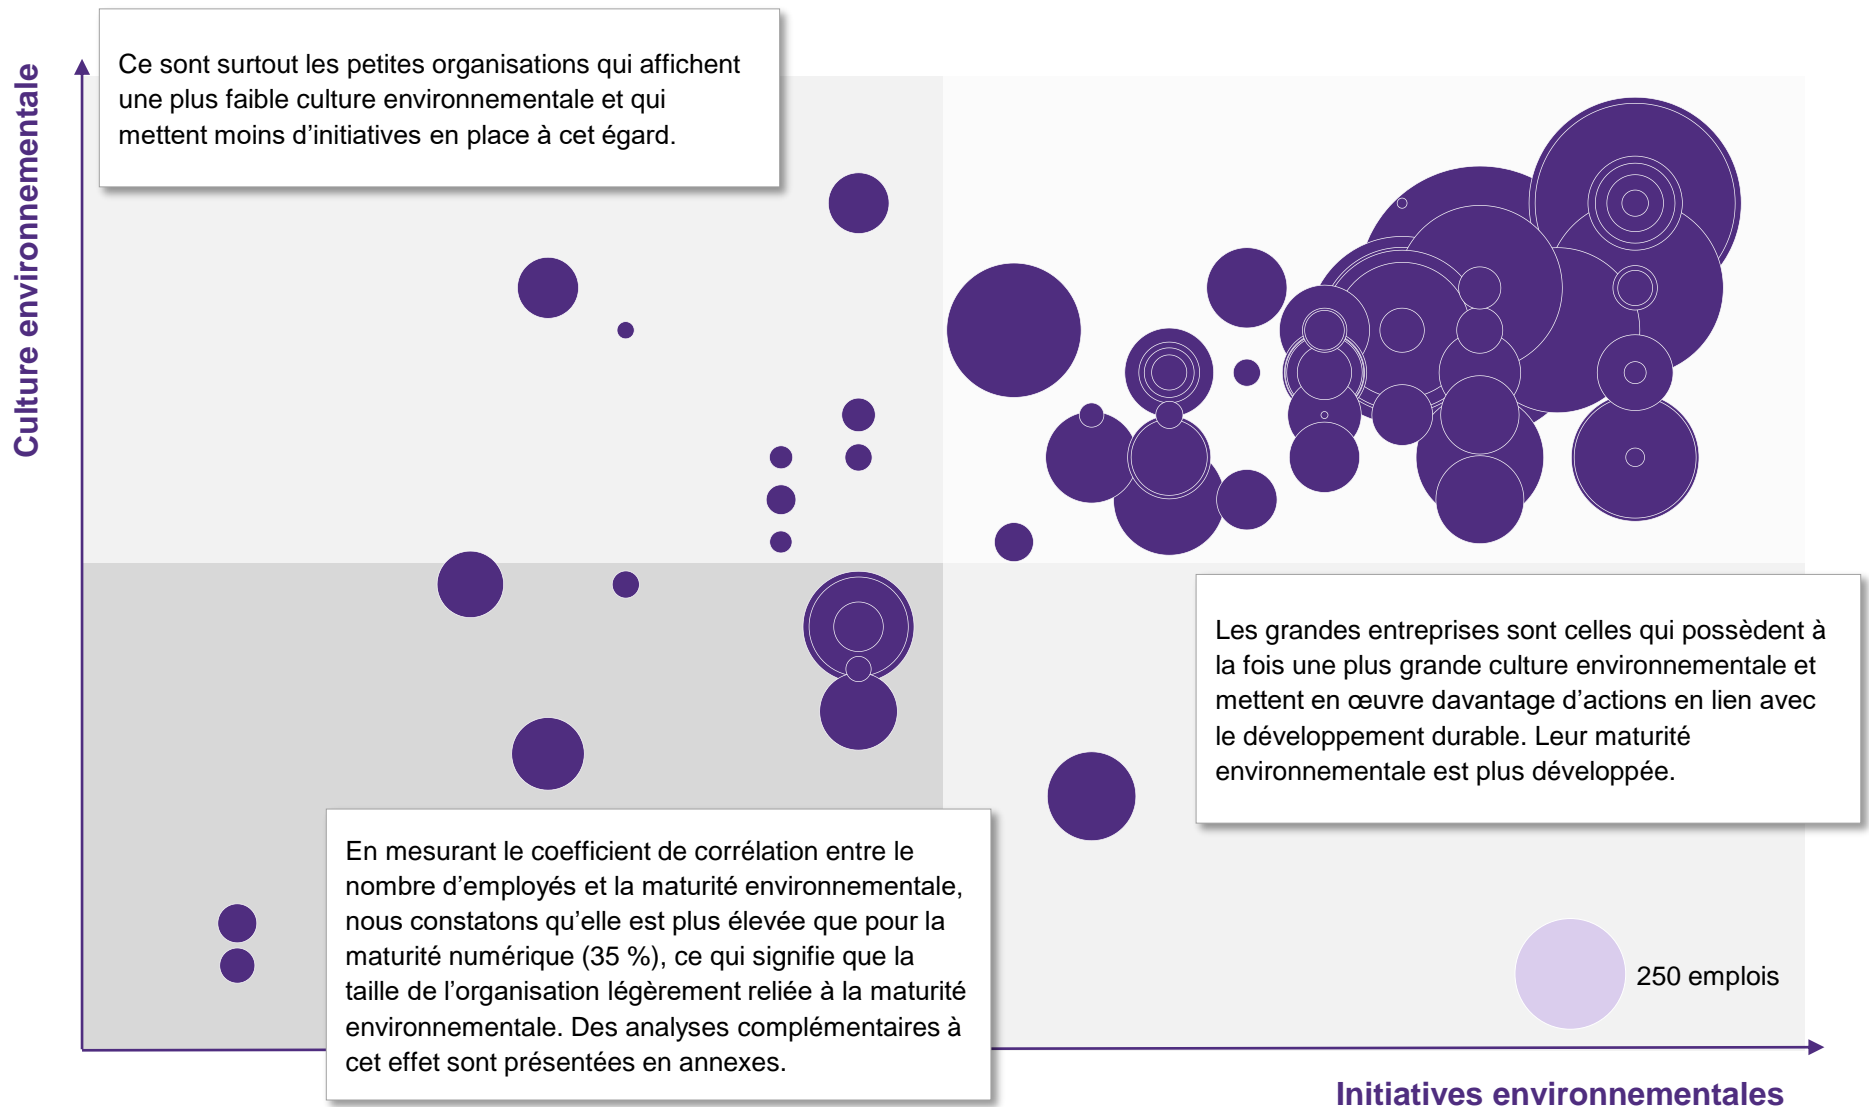 Culture environnementale
Ce sont surtout les petites organisations qui affichent
une plus faible culture environnementale et qui
mettent moins d’initiatives en place à cet égard.
Les grandes entreprises sont celles qui possèdent à
la fois une plus grande culture environnementale et
mettent en œuvre davantage d’actions en lien avec
le développement durable. Leur maturité
environnementale est plus développée.
En mesurant le coefficient de corrélation entre le
nombre d’employés et la maturité environnementale,
nous constatons qu’elle est plus élevée que pour la
maturité numérique (35 %), ce qui signifie que la
taille de l’organisation légèrement reliée à la maturité
environnementale. Des analyses complémentaires à
cet effet sont présentées en annexes.
250 emplois
Initiatives environnementales